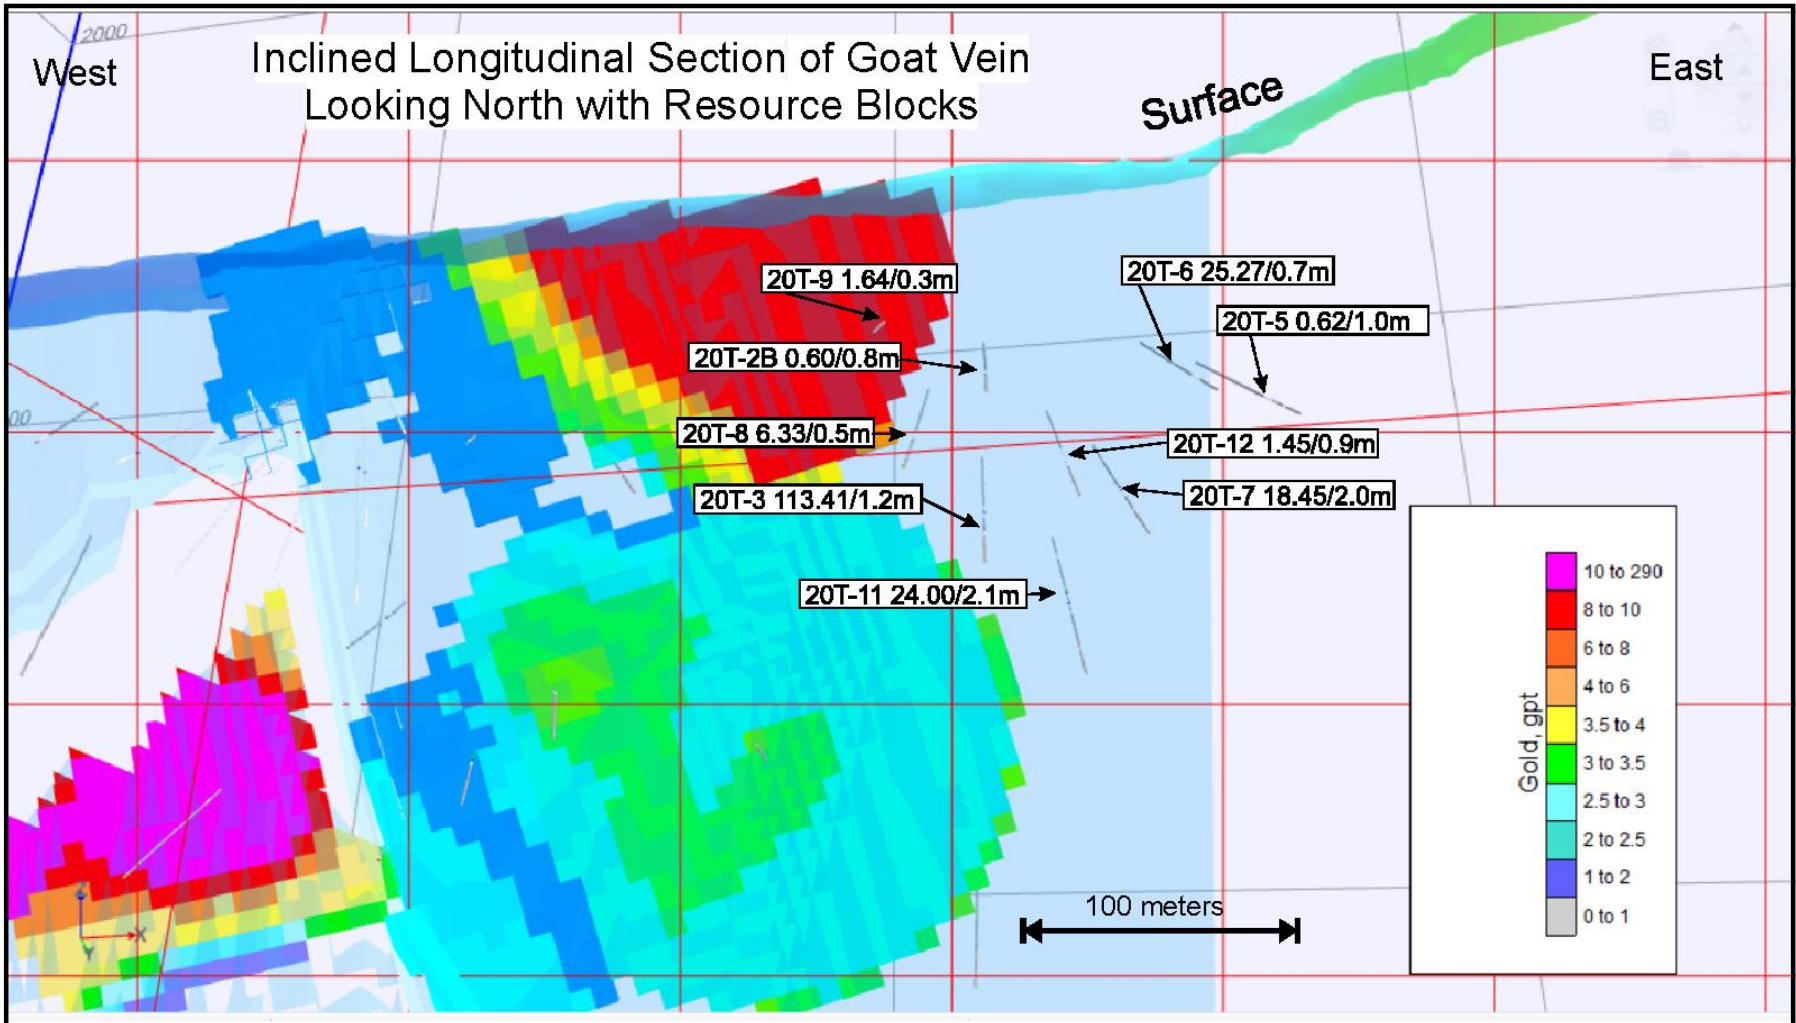 2000
West
Inclined Longitudinal Section of Goat Vein
Looking North with Resource Blocks
Surface
East
20T-9 1.64/0.3m
20T-6 25.27/0.7m
20T-5 0.62/1.0m
20T-2B 0.60/0.8m
20T-8 6.33/0.5m
20T-12 1.45/0.9m
20T-3 113.41/1.2m
20T-7 18.45/2.0m
20T-11 24.00/2.1m
Gold, gpt
10 to 290
8 to 10
6 to 8
4 to 6
3.5 to 4
3 to 3.5
2.5 to 3
2 to 2.5
1 to 2
0 to 1
100 meters
X
Y